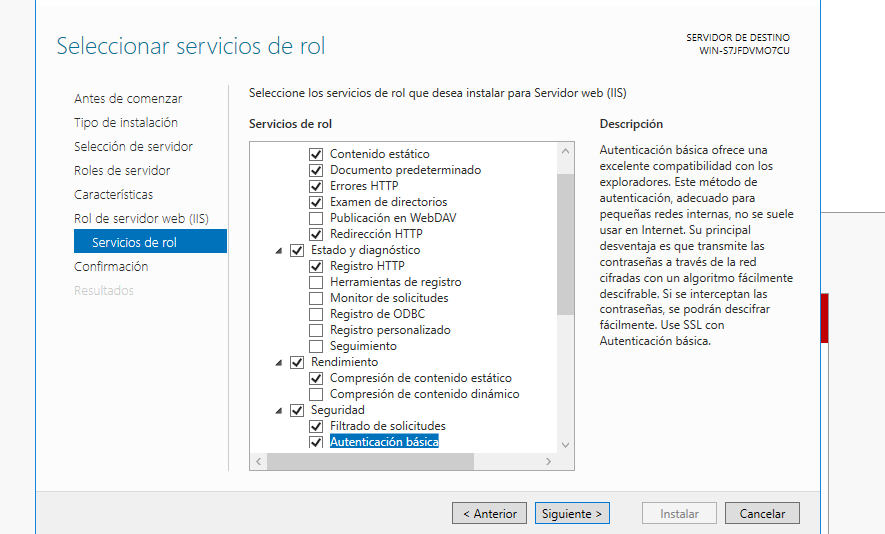 Seleccionar servicios de rol
SERVIDOR DE DESTINO
WIN-S7JFDVMO7CU
Antes de comenzar
Tipo de instalación
Selección de servidor
Roles de servidor
Características
Rol de servidor web (IIS)
Servicios de rol
Confirmación
Resultados
Seleccione los servicios de rol que desea instalar para Servidor web (IIS)
Servicios de rol
Contenido estático
Documento predeterminado
Errores HTTP
Examen de directorios
Publicación en WebDAV
Redirección HTTP
Estado y diagnóstico
Registro HTTP
Herramientas de registro
Monitor de solicitudes
Registro de ODBC
Registro personalizado
Seguimiento
Rendimiento
Compresión de contenido estático
Compresión de contenido dinámico
Seguridad
Filtrado de solicitudes
Autenticación básica
Descripción
Autenticación básica ofrece una
excelente compatibilidad con los
exploradores. Este método de
autenticación, adecuado para
pequeñas redes internas, no se suele
usar en Internet. Su principal
desventaja es que transmite las
contraseñas a través de la red
cifradas con un algoritmo fácilmente
descifrable. Si se interceptan las
contraseñas, se podrán descifrar
fácilmente. Use SSL con
Autenticación básica.
< Anterior
Siguiente >
Instalar
Cancelar